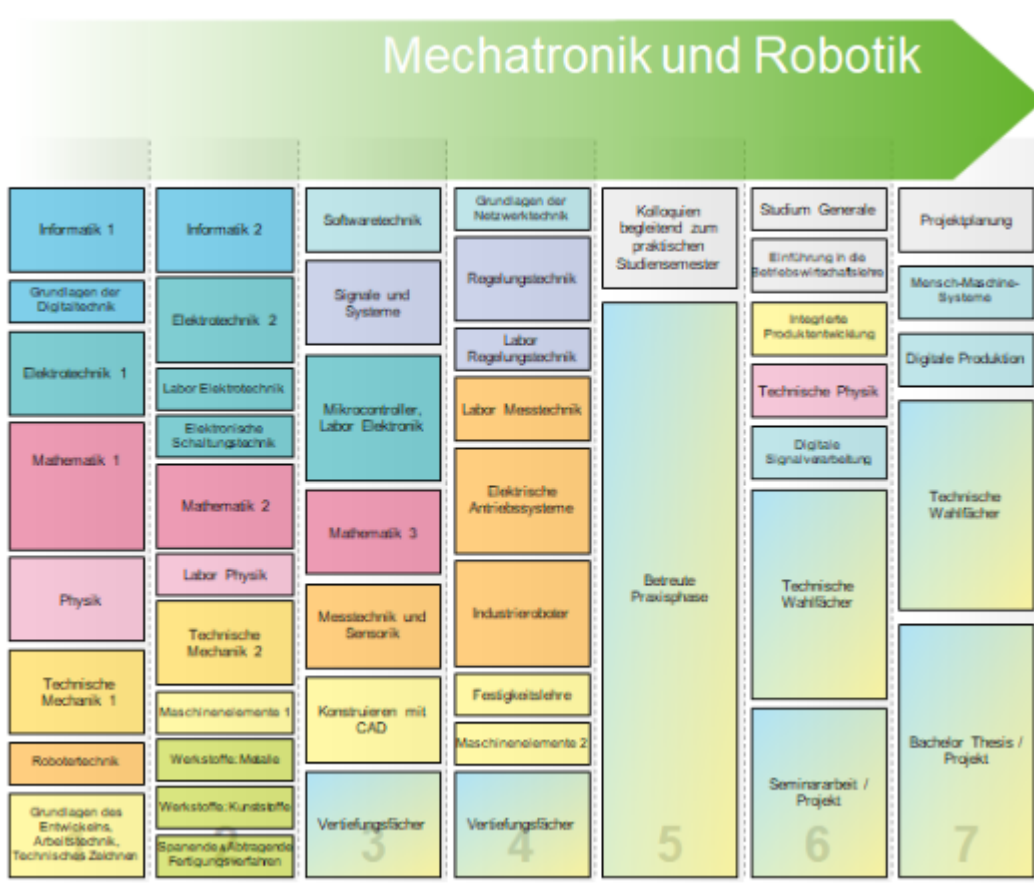 Mechatronik und Robotik
Informatik 1
Grundlagen der
Digitaltechnik
Elektrotechnik 1
Mathematik 1
Physik
Technische
Mechanik 1
Robotertechnik
Grundlagen des
Entwickelns,
Arbeitstechnik,
Technisches Zeichnen
Informatik 2
Elektrotechnik 2
Labor Elektrotechnik
Elektronische
Schaltungstechnik
Mathematik 2
Labor Physik
Technische
Mechanik 2
Maschinenelemente 1
Werkstoffe: Metalle
Werkstoffe: Kunststoffe
Spanende & Abtragende
Fertigungsverfahren
2
Softwaretechnik
Signale und
Systeme
Mikrocontroller,
Labor Elektronik
Mathematik 3
Messtechnik und
Sensorik
Konstruieren mit
CAD
Vertiefungsfächer
3
Grundlagen der
Netzwerktechnik
Regelungstechnik
Labor
Regelungstechnik
Labor Messtechnik
Elektrische
Antriebssysteme
Industrieroboter
Festigkeitslehre
Maschinenelemente 2
Vertiefungsfächer
4
Kolloquien
begleitend zum
praktischen
Studiensemester
Betreute
Praxisphase
5
Studium Generale
Einführung in die
Betriebswirtschaftslehre
Integrierte
Produktentwicklung
Technische Physik
Digitale
Signalverarbeitung
Technische
Wahlfächer
Seminararbeit /
Projekt
6
Projektplanung
Mensch-Maschine-
Systeme
Digitale Produktion
Technische
Wahlfächer
Bachelor Thesis /
Projekt
7